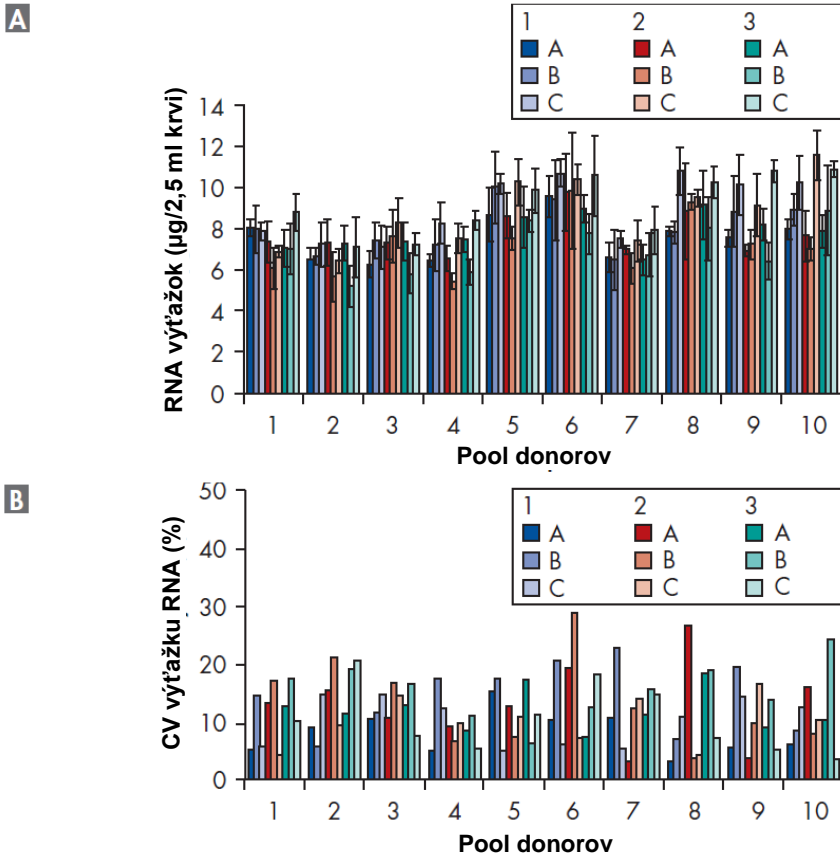 A
1 2 3
A A A
B B B
C C C
RNA výťažok (µg/2,5 ml krvi)
14
12
10
8
6
4
2
0
1 2 3 4 5 6 7 8 9 10
Pool donorov
B
1 2 3
A A A
B B B
C C C
CV výťažku RNA (%)
50
40
30
20
10
0
1 2 3 4 5 6 7 8 9 10
Pool donorov